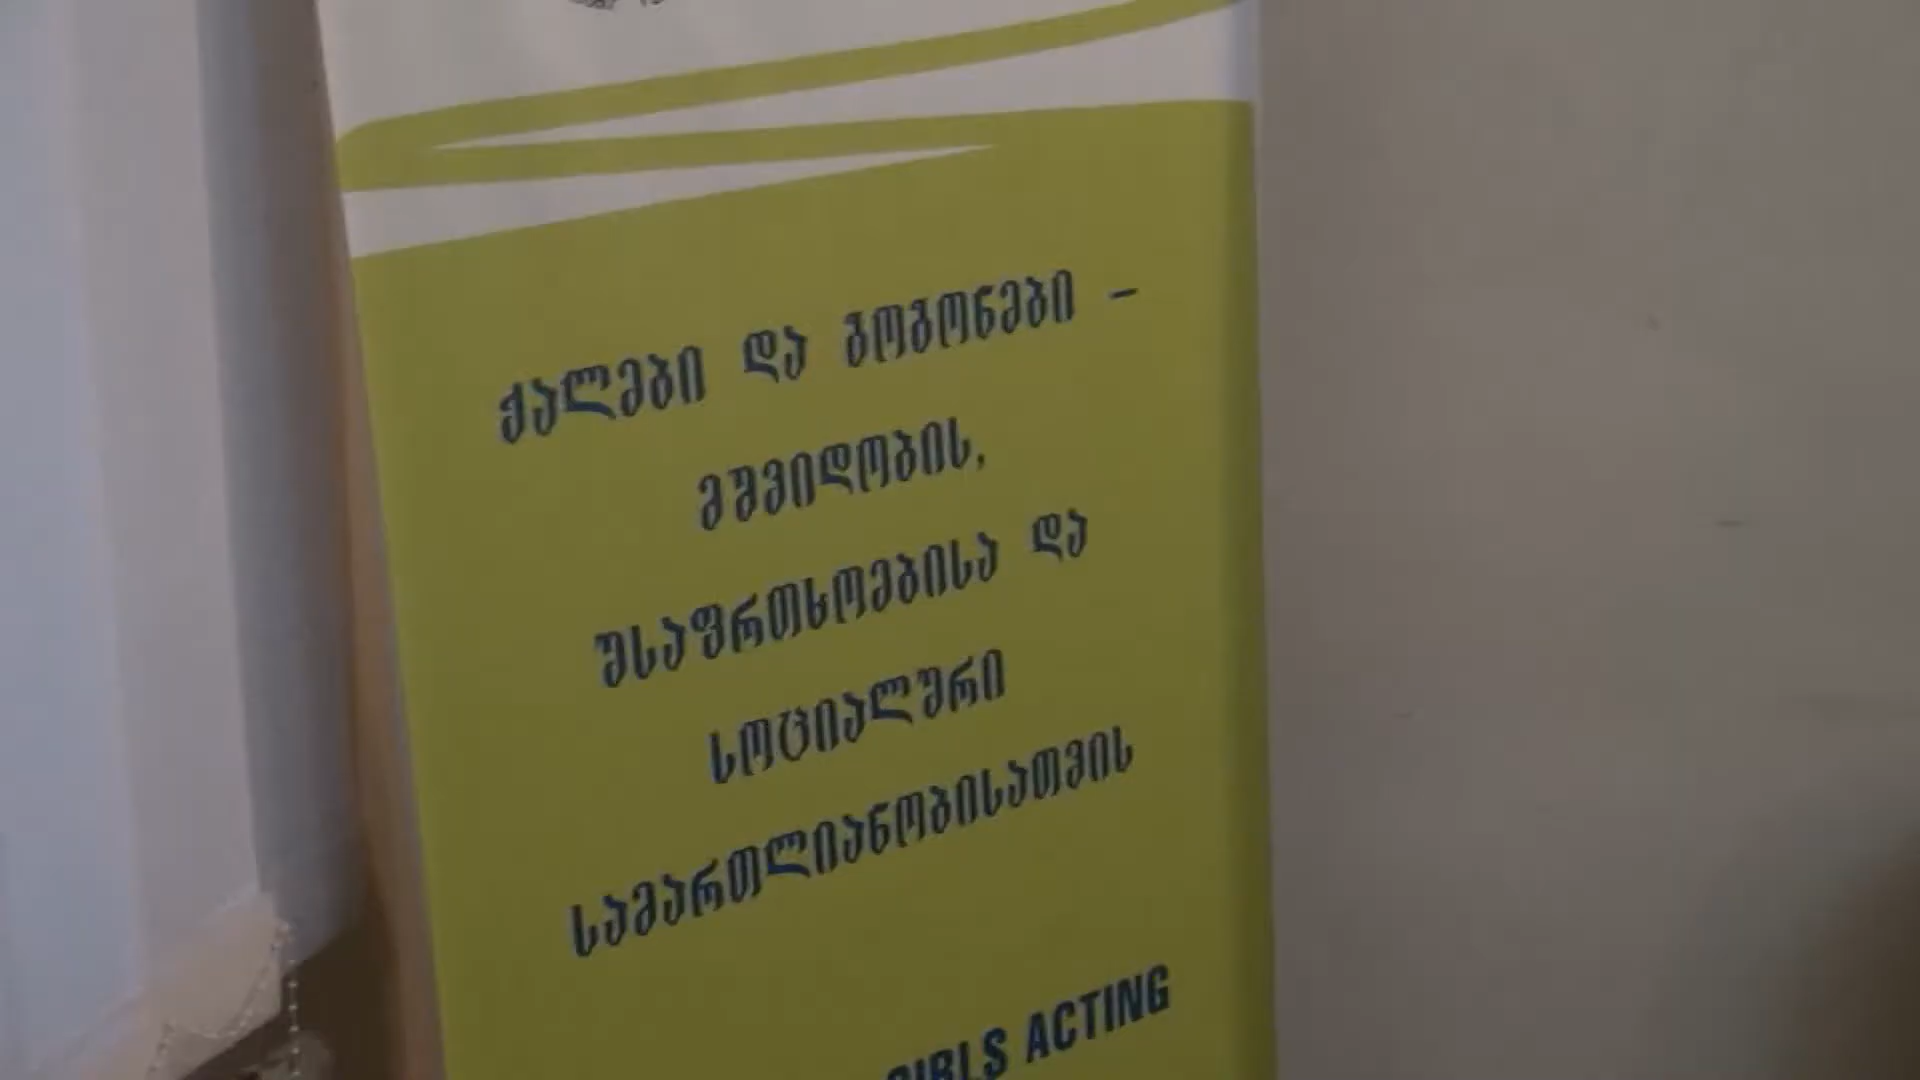 ქალები და გოგონები –
მშვიდობის,
უსაფრთხოებისა და
სოციალური
სამართლიანობისათვის
GIRLS ACTING